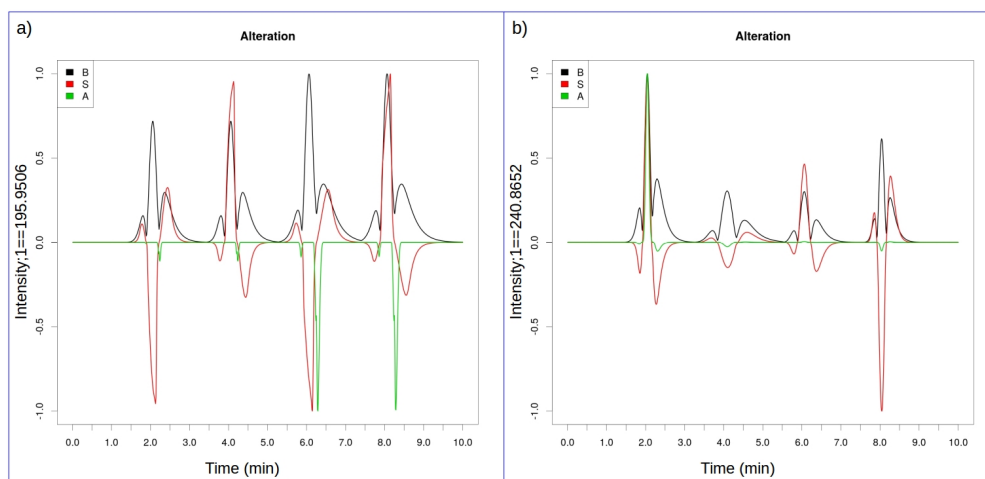 a)
Alteration
B
S
A
Intensity;1==195.9506
1.0
0.5
0.0
-0.5
-1.0
0.0 1.0 2.0 3.0 4.0 5.0 6.0 7.0 8.0 9.0 10.0
Time (min)
b)
Alteration
B
S
A
Intensity;1==240.8652
1.0
0.5
0.0
-0.5
-1.0
0.0 1.0 2.0 3.0 4.0 5.0 6.0 7.0 8.0 9.0 10.0
Time (min)